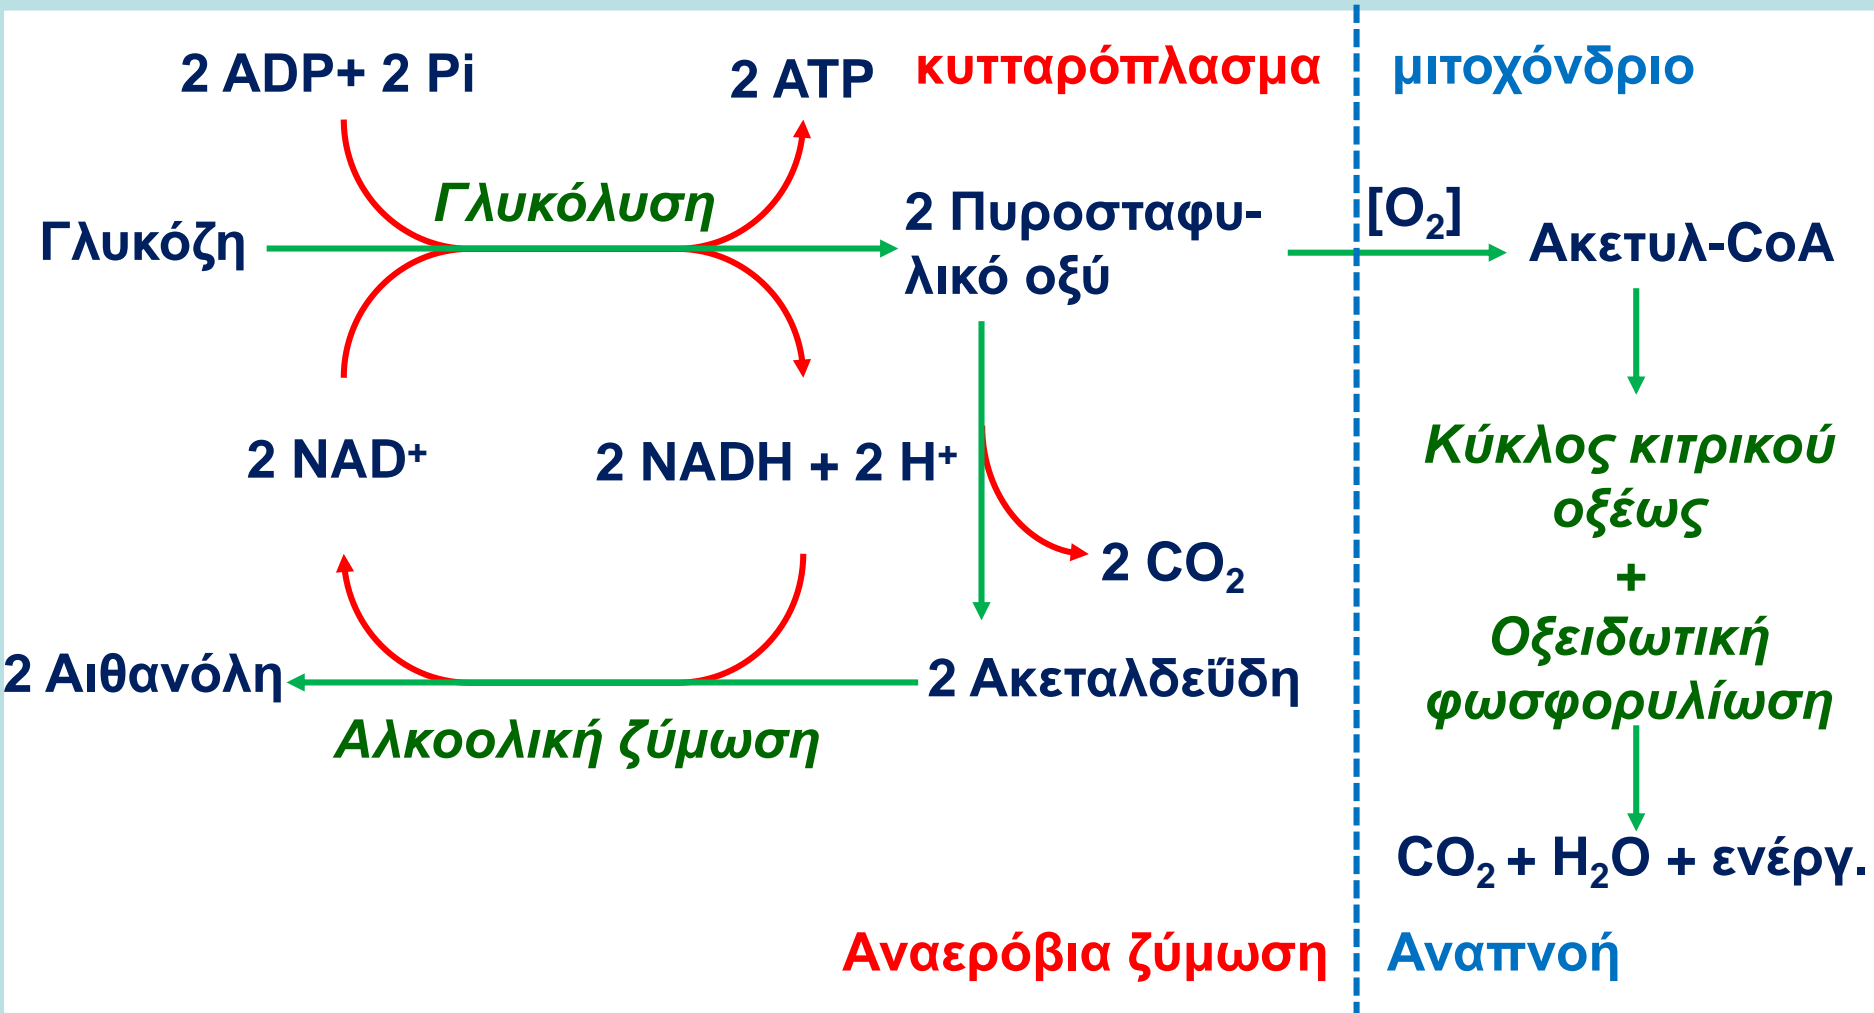 2 ADP+ 2 Pi
2 ATP
κυτταρόπλασμα
μιτοχόνδριο
Γλυκόλυση
Γλυκόζη
2 Πυροσταφυ-
λικό οξύ
[O₂]
Ακετυλ-CoA
2 NAD⁺
2 NADH + 2 H⁺
Κύκλος κιτρικού
οξέως
+
Οξειδωτική
φωσφορυλίωση
2 CO₂
2 Αιθανόλη
2 Ακεταλδεΰδη
Αλκοολική ζύμωση
CO₂ + H₂O + ενέργ.
Αναερόβια ζύμωση
Αναπνοή